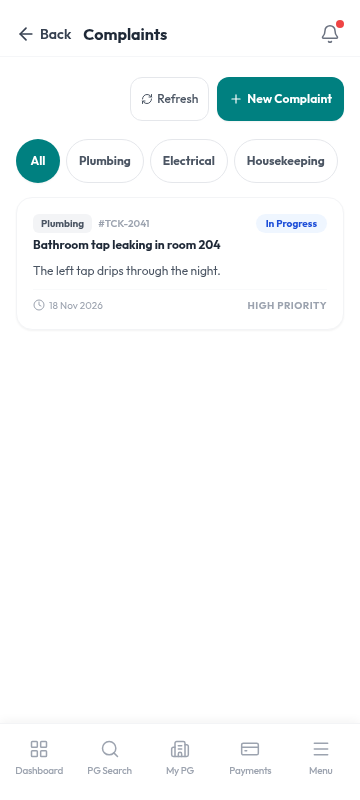 Back Complaints
Refresh
New Complaint
All Plumbing Electrical Housekeeping
Plumbing #TCK-2041 In Progress
Bathroom tap leaking in room 204
The left tap drips through the night.
18 Nov 2026 HIGH PRIORITY
Dashboard PG Search My PG Payments Menu